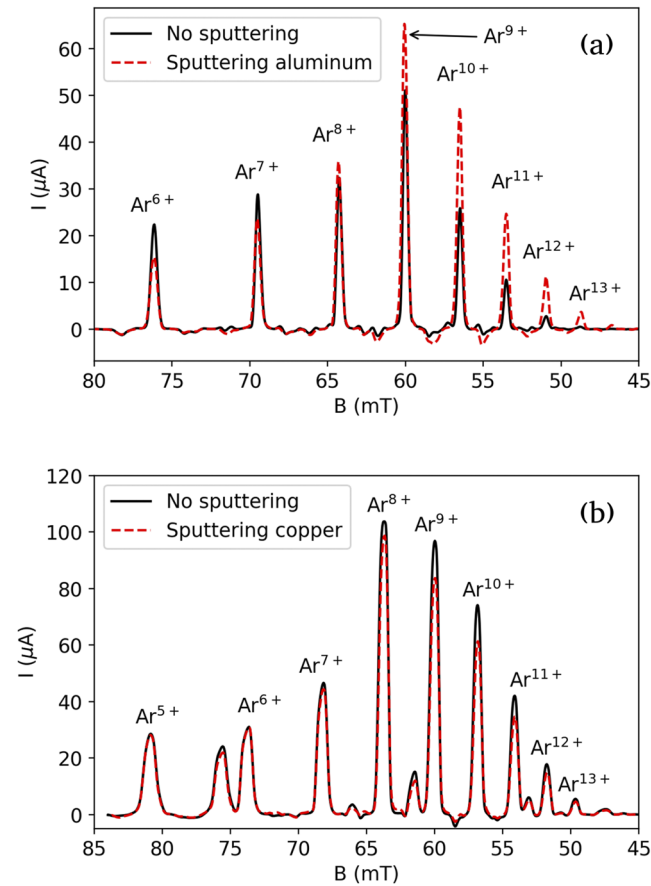 No sputtering
Sputtering aluminum
(a)
Ar⁶⁺
Ar⁷⁺
Ar⁸⁺
Ar⁹⁺
Ar¹⁰⁺
Ar¹¹⁺
Ar¹²⁺
Ar¹³⁺
I (μA)
60
50
40
30
20
10
0
80 75 70 65 60 55 50 45
B (mT)
No sputtering
Sputtering copper
(b)
Ar⁵⁺
Ar⁶⁺
Ar⁷⁺
Ar⁸⁺
Ar⁹⁺
Ar¹⁰⁺
Ar¹¹⁺
Ar¹²⁺
Ar¹³⁺
I (μA)
120
100
80
60
40
20
0
85 80 75 70 65 60 55 50 45
B (mT)